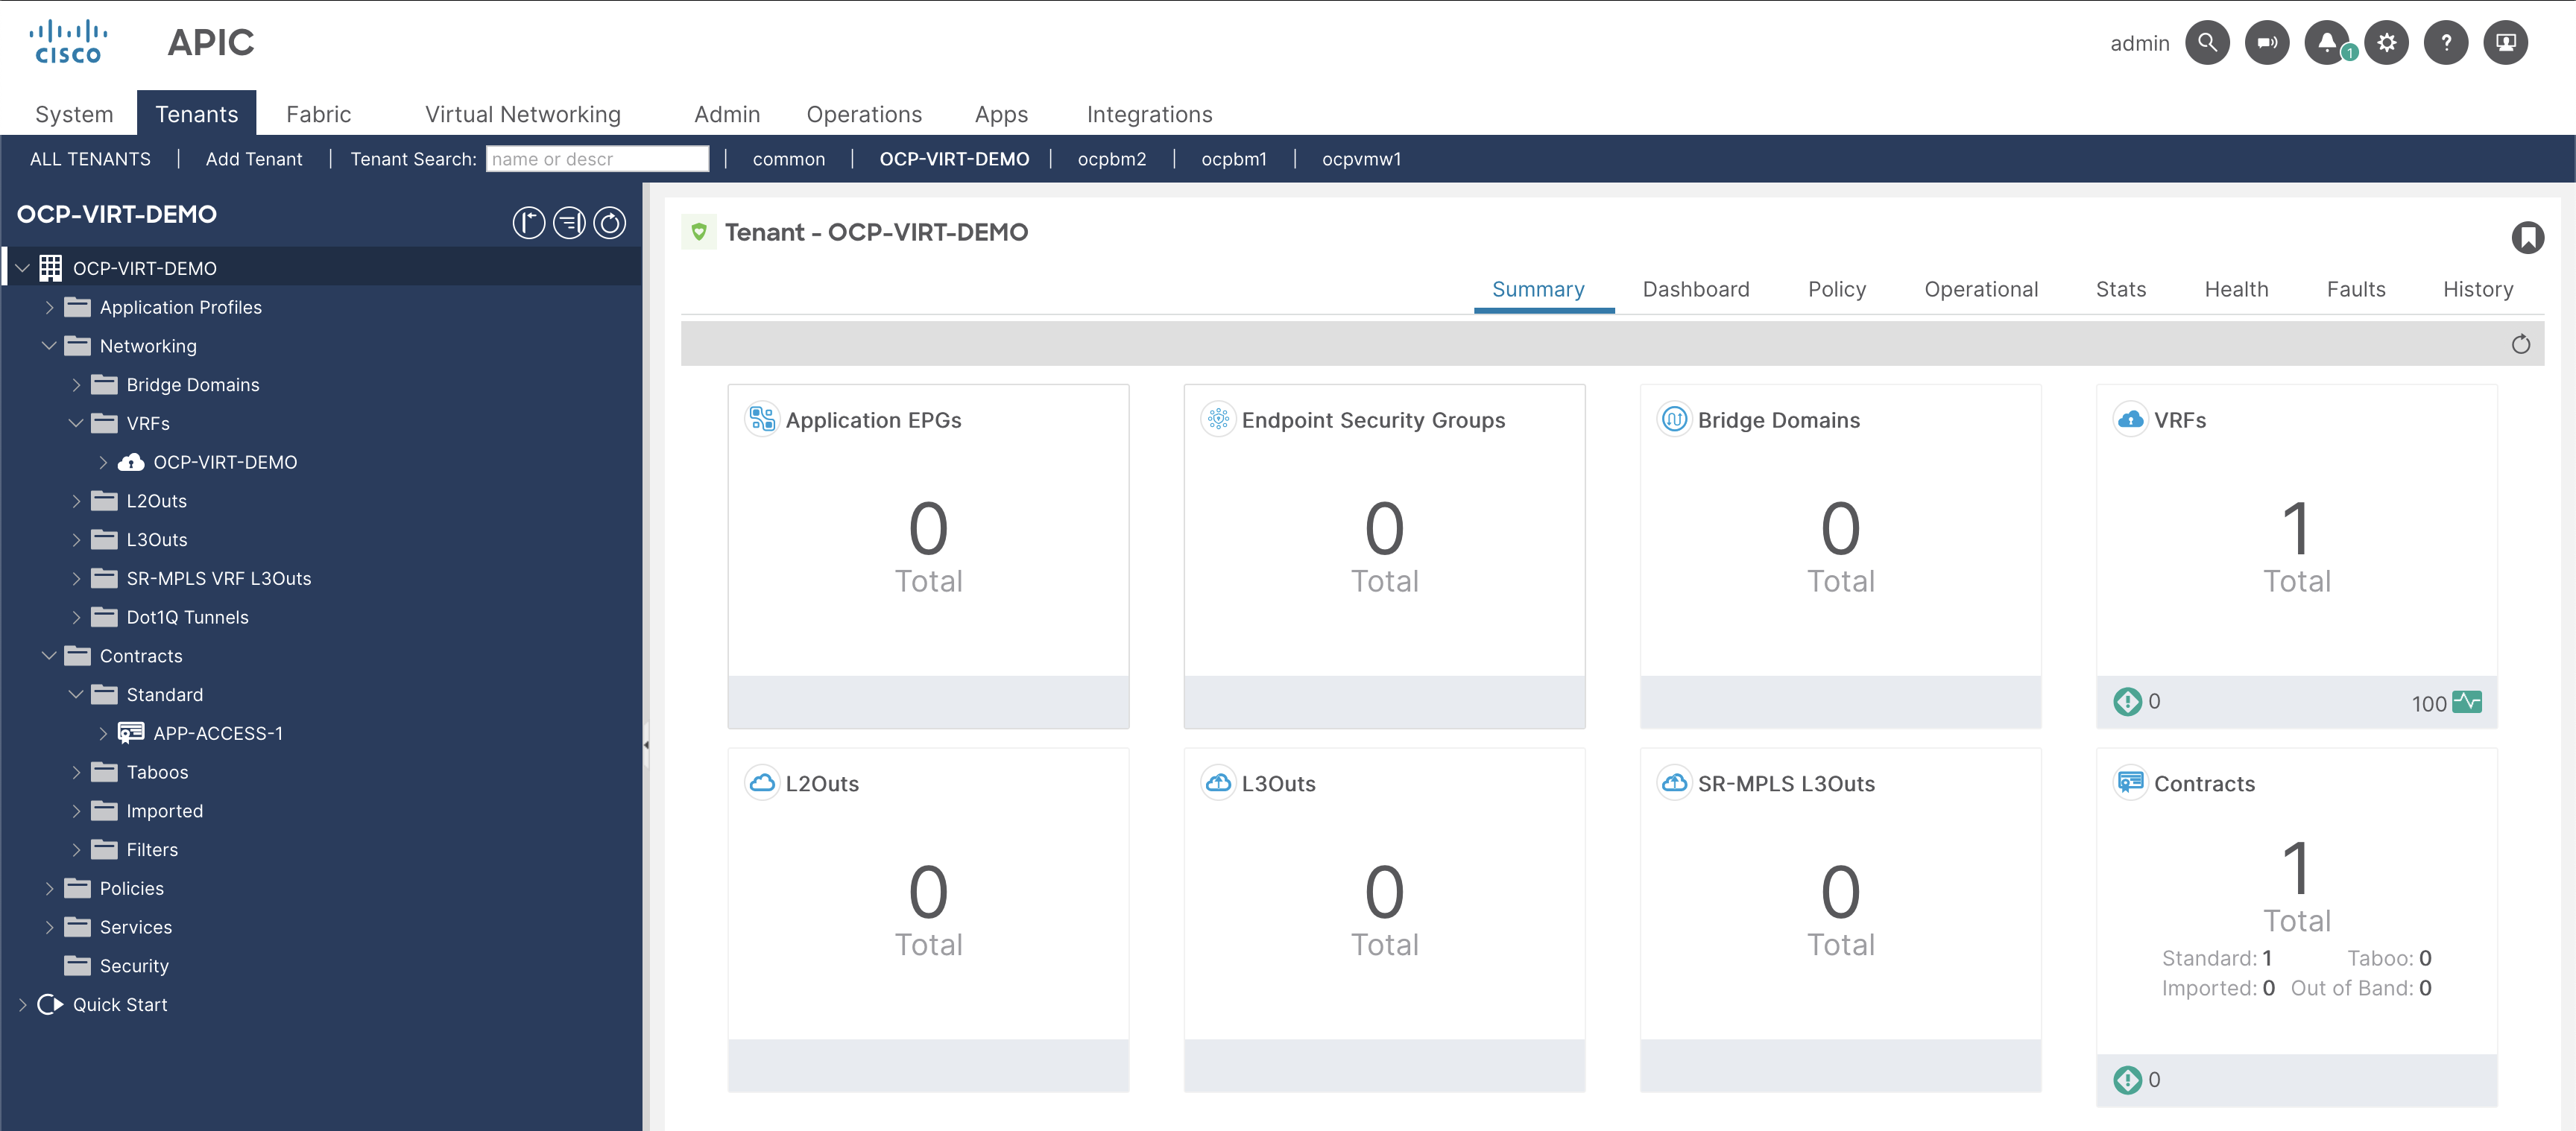 CISCO
APIC
admin
1
System Tenants Fabric Virtual Networking Admin Operations Apps Integrations
ALL TENANTS | Add Tenant | Tenant Search: name or descr | common | OCP-VIRT-DEMO | ocpbm2 | ocpbm1 | ocpvmw1
OCP-VIRT-DEMO
OCP-VIRT-DEMO
Application Profiles
Networking
Bridge Domains
VRFs
OCP-VIRT-DEMO
L2Outs
L3Outs
SR-MPLS VRF L3Outs
Dot1Q Tunnels
Contracts
Standard
APP-ACCESS-1
Taboos
Imported
Filters
Policies
Services
Security
Quick Start
Tenant - OCP-VIRT-DEMO
Summary Dashboard Policy Operational Stats Health Faults History
Application EPGs
0
Total
Endpoint Security Groups
0
Total
Bridge Domains
0
Total
VRFs
1
Total
0 100
L2Outs
0
Total
L3Outs
0
Total
SR-MPLS L3Outs
0
Total
Contracts
1
Total
Standard: 1 Taboo: 0
Imported: 0 Out of Band: 0
0